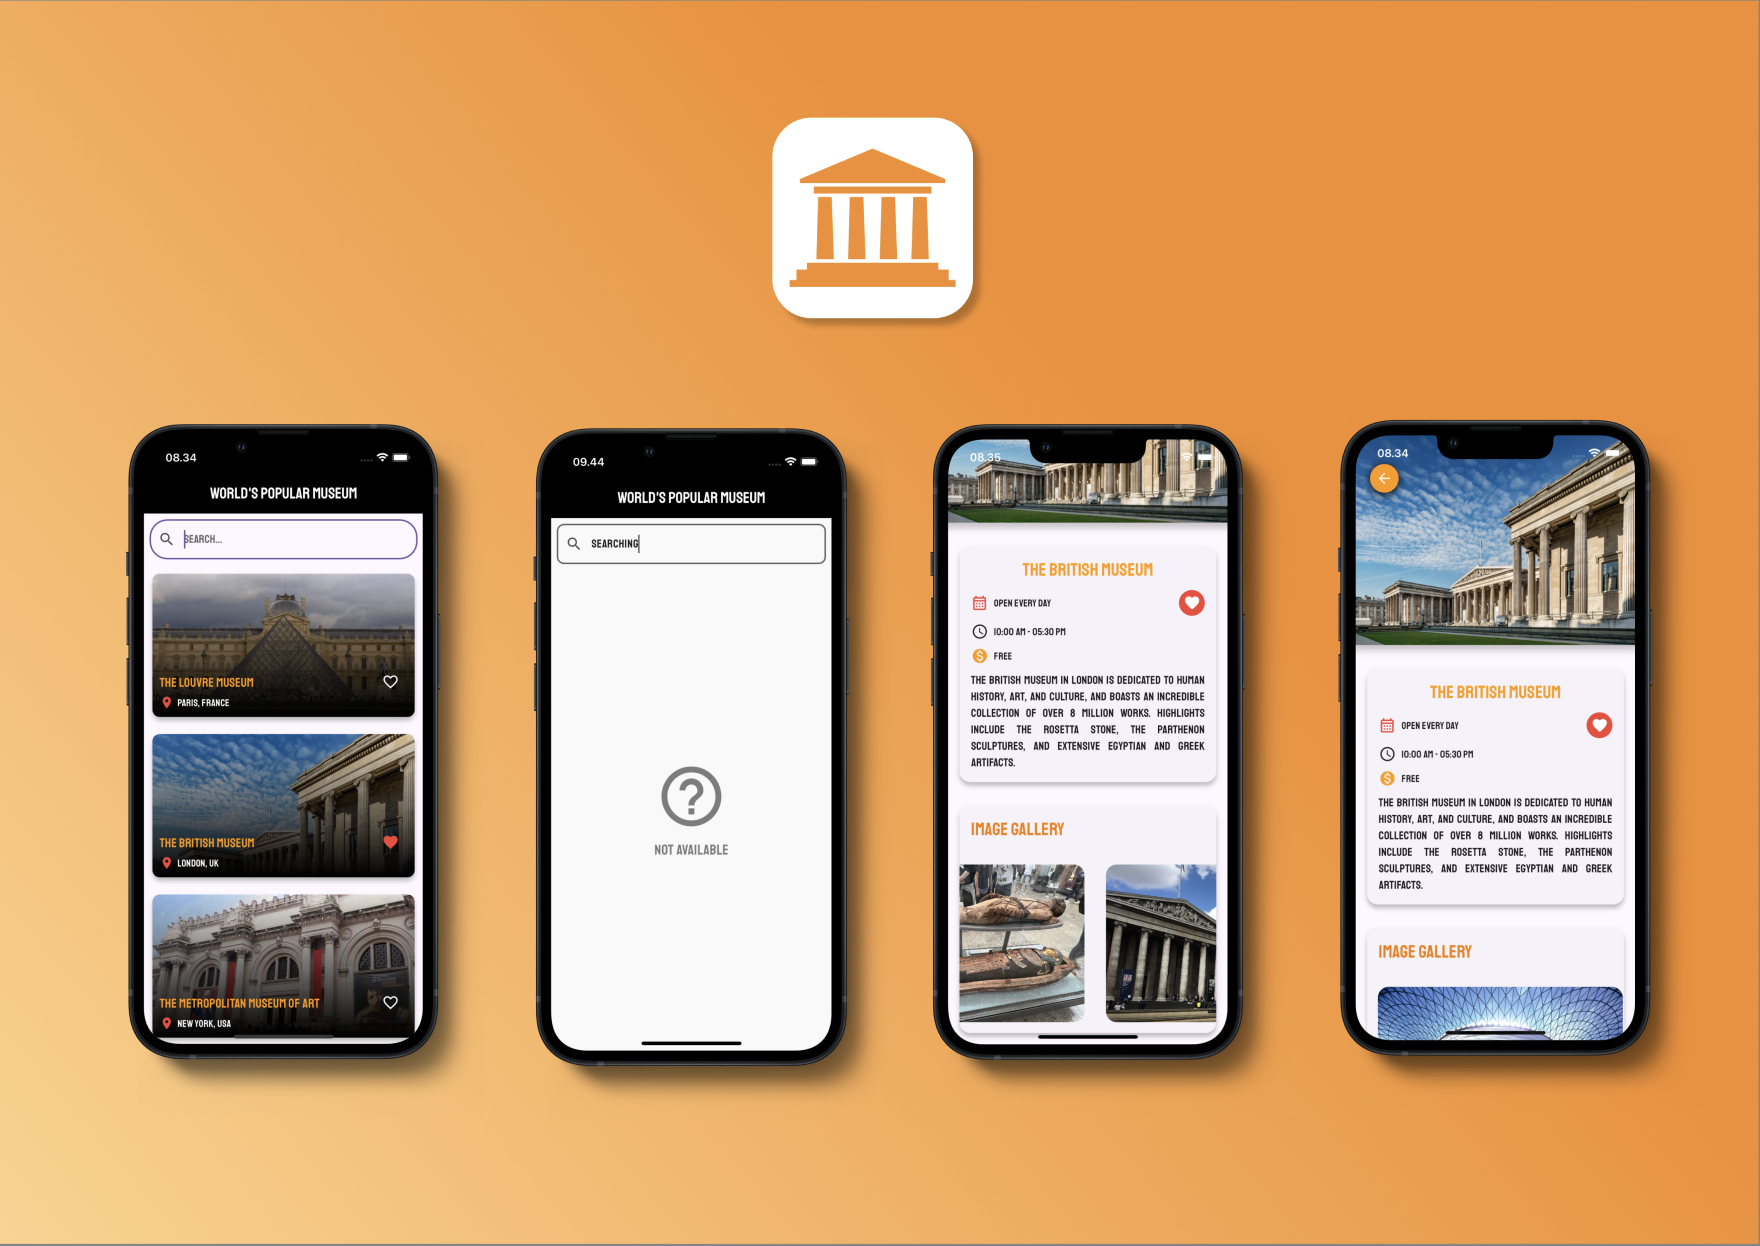 08.34
WORLD'S POPULAR MUSEUM
SEARCH...
THE LOUVRE MUSEUM
PARIS, FRANCE
THE BRITISH MUSEUM
LONDON, UK
THE METROPOLITAN MUSEUM OF ART
NEW YORK, USA
09.44
WORLD'S POPULAR MUSEUM
SEARCHING
NOT AVAILABLE
08.35
THE BRITISH MUSEUM
OPEN EVERY DAY
10:00 AM - 05:30 PM
FREE
THE BRITISH MUSEUM IN LONDON IS DEDICATED TO HUMAN
HISTORY, ART, AND CULTURE, AND BOASTS AN INCREDIBLE
COLLECTION OF OVER 8 MILLION WORKS. HIGHLIGHTS
INCLUDE THE ROSETTA STONE, THE PARTHENON
SCULPTURES, AND EXTENSIVE EGYPTIAN AND GREEK
ARTIFACTS.
IMAGE GALLERY
08.34
THE BRITISH MUSEUM
OPEN EVERY DAY
10:00 AM - 05:30 PM
FREE
THE BRITISH MUSEUM IN LONDON IS DEDICATED TO HUMAN
HISTORY, ART, AND CULTURE, AND BOASTS AN INCREDIBLE
COLLECTION OF OVER 8 MILLION WORKS. HIGHLIGHTS
INCLUDE THE ROSETTA STONE, THE PARTHENON
SCULPTURES, AND EXTENSIVE EGYPTIAN AND GREEK
ARTIFACTS.
IMAGE GALLERY